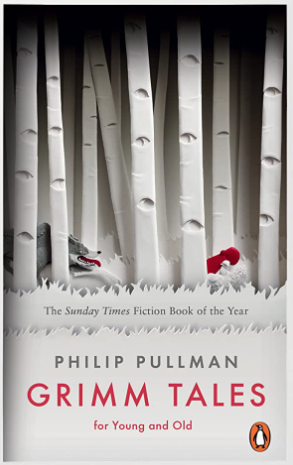 The Sunday Times Fiction Book of the Year
PHILIP PULLMAN
GRIMM TALES
for Young and Old